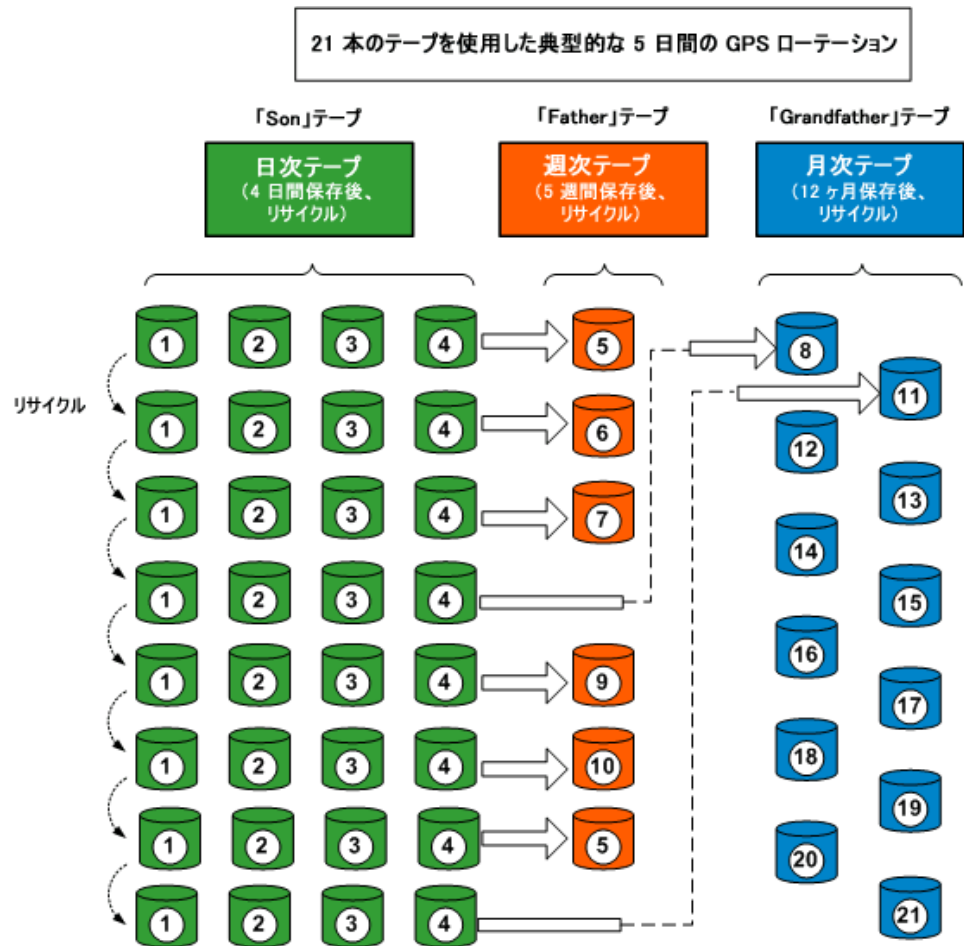 21 本のテープを使用した典型的な 5 日間の GPS ローテーション
「Son」テープ
「Father」テープ
「Grandfather」テープ
日次テープ
(4 日間保存後、
リサイクル)
週次テープ
(5 週間保存後、
リサイクル)
月次テープ
(12 ヶ月保存後、
リサイクル)
リサイクル
1 2 3 4 5
1 2 3 4 6
1 2 3 4 7
1 2 3 4
1 2 3 4 9
1 2 3 4 10
1 2 3 4 5
1 2 3 4
8
11
12
13
14
15
16
17
18
19
20
21